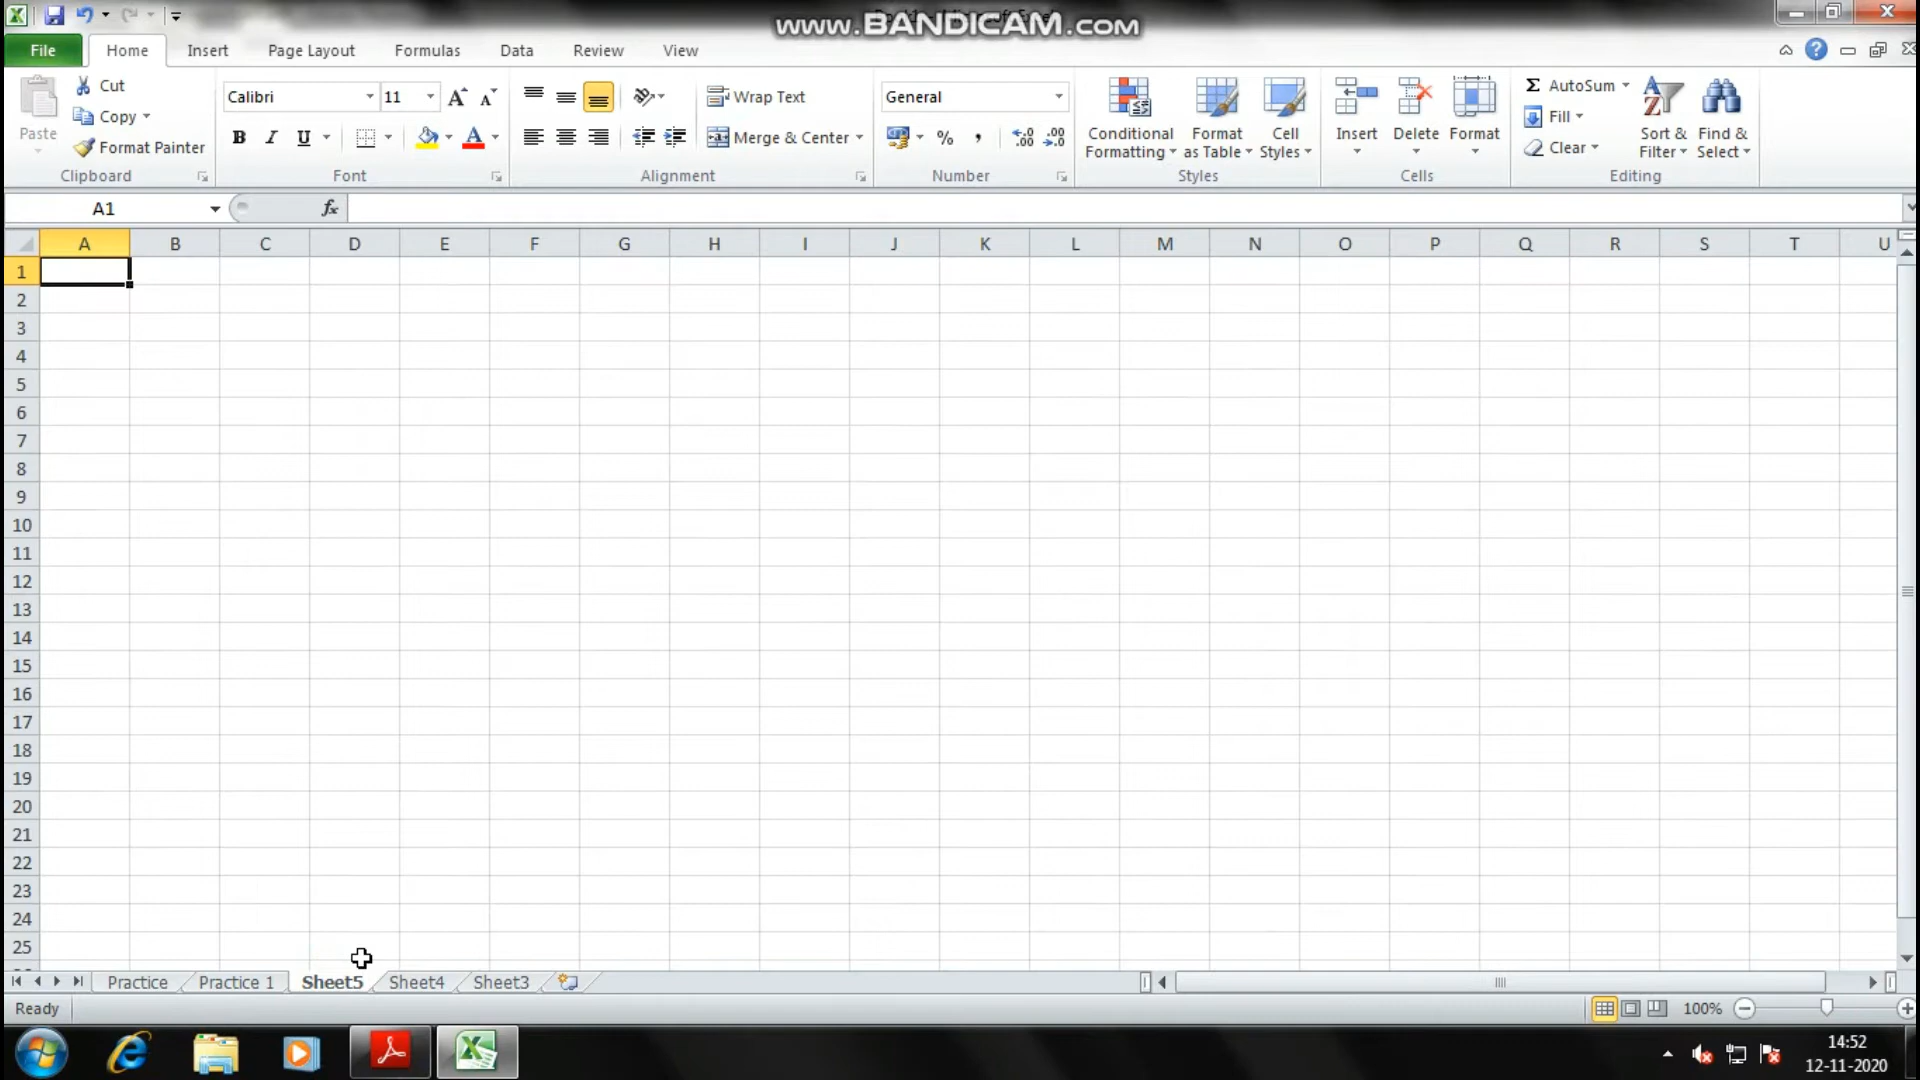 www.BANDICAM.com
File Home Insert Page Layout Formulas Data Review View
Cut
Copy
Format Painter
Paste
Clipboard
Calibri 11
B I U
Font
Wrap Text
Merge & Center
Alignment
General
% , .00 .00
Number
Conditional Formatting
Format as Table
Cell Styles
Styles
Insert Delete Format
Cells
AutoSum
Fill
Clear
Sort & Filter
Find & Select
Editing
A1 fx
A B C D E F G H I J K L M N O P Q R S T U
1
2
3
4
5
6
7
8
9
10
11
12
13
14
15
16
17
18
19
20
21
22
23
24
25
Practice Practice 1 Sheet5 Sheet4 Sheet3
Ready 100%
14:52
12-11-2020